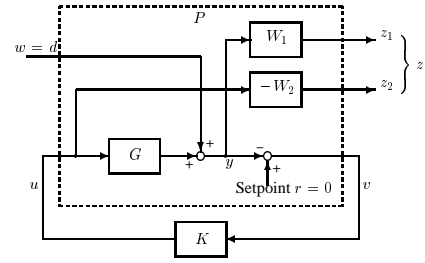 P
w = d
W₁
z₁
z
−W₂
z₂
G
+
+
y
−
+
u
Setpoint r = 0
v
K